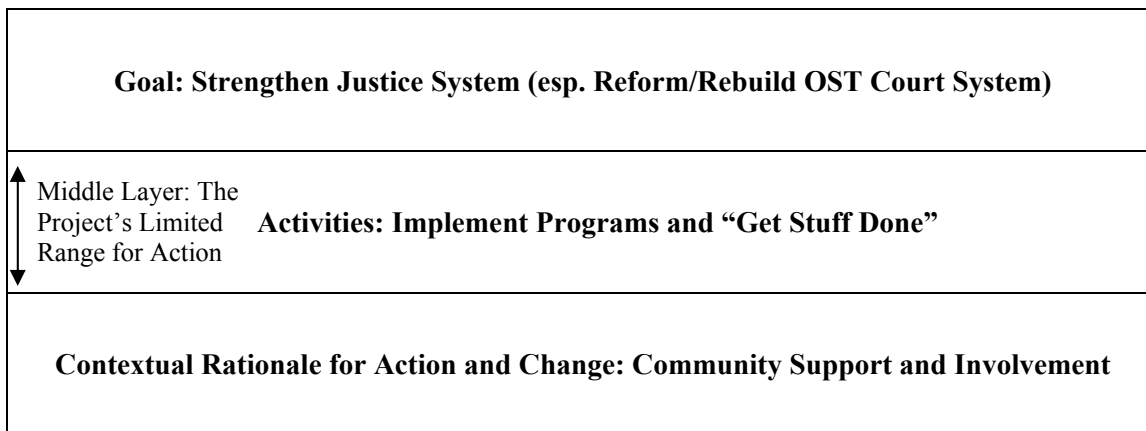 Goal: Strengthen Justice System (esp. Reform/Rebuild OST Court System)
Middle Layer: The
Project’s Limited
Range for Action
Activities: Implement Programs and “Get Stuff Done”
Contextual Rationale for Action and Change: Community Support and Involvement